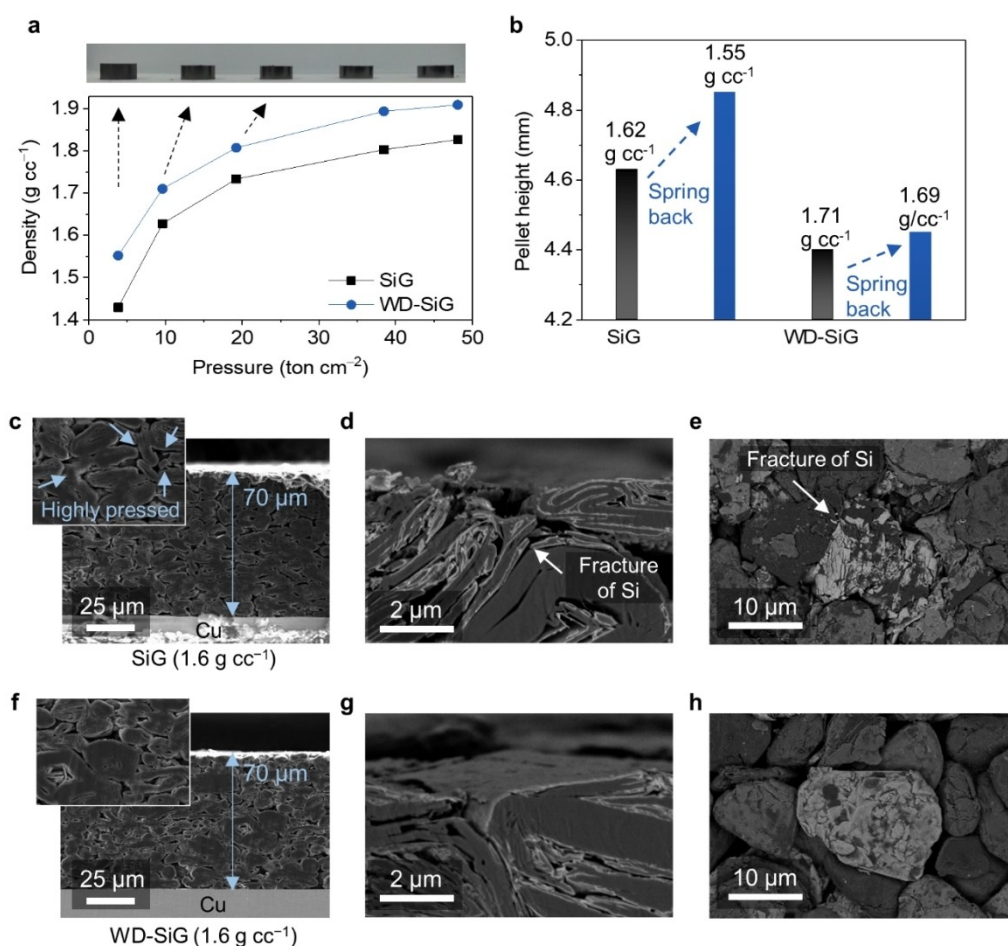 a
1.9
1.8
1.7
1.6
1.5
1.4
Density (g cc⁻¹)
SiG
WD-SiG
0 10 20 30 40 50
Pressure (ton cm⁻²)
b
5.0
4.8
4.6
4.4
4.2
Pellet height (mm)
1.62
g cc⁻¹
Spring
back
1.55
g cc⁻¹
1.71
g cc⁻¹
Spring
back
1.69
g/cc⁻¹
SiG WD-SiG
c
Highly pressed
70 µm
25 µm
Cu
SiG (1.6 g cc⁻¹)
d
Fracture
of Si
2 µm
e
Fracture of Si
10 µm
f
70 µm
25 µm
Cu
WD-SiG (1.6 g cc⁻¹)
g
2 µm
h
10 µm